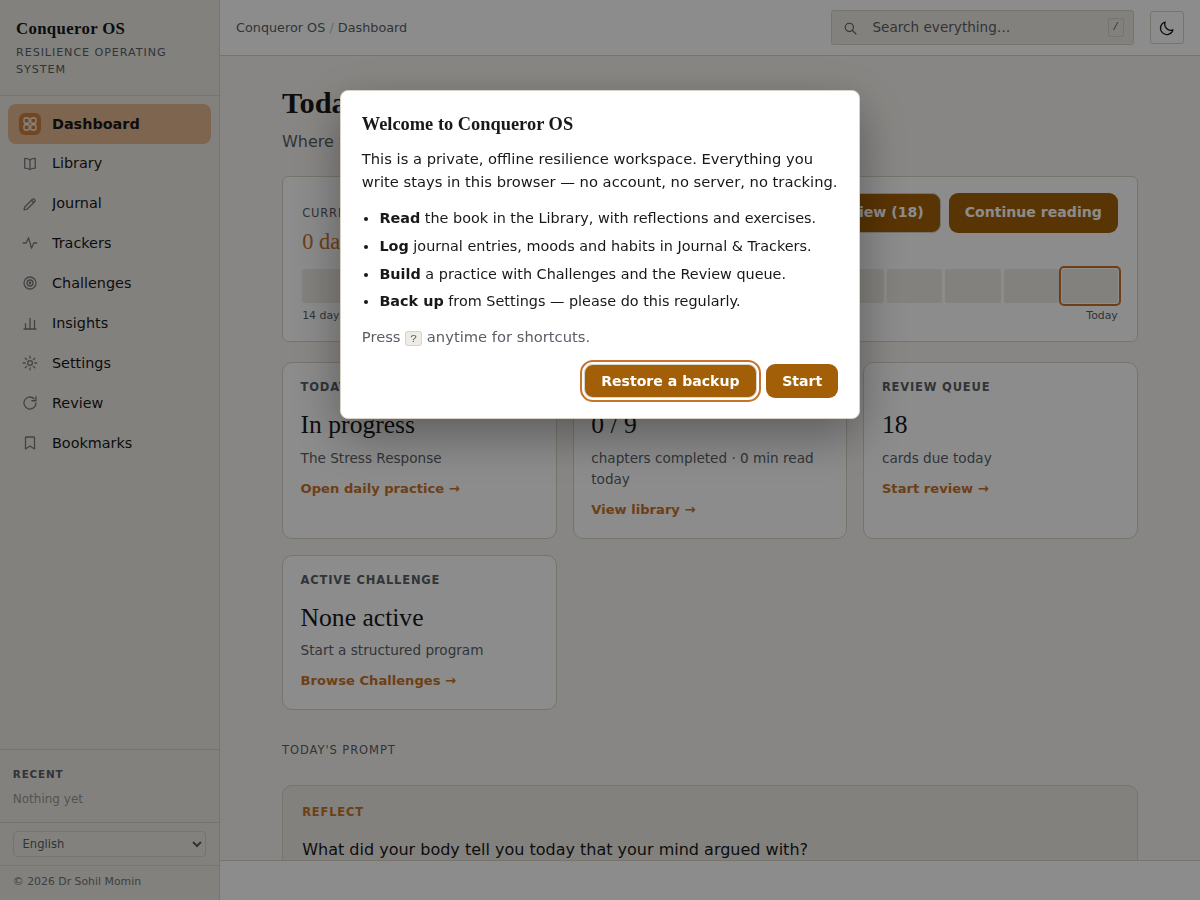 Conqueror OS
RESILIENCE OPERATING
SYSTEM
Dashboard
Library
Journal
Trackers
Challenges
Insights
Settings
Review
Bookmarks
RECENT
Nothing yet
English
© 2026 Dr Sohil Momin
Conqueror OS / Dashboard
Search everything...
/
Where
Welcome to Conqueror OS
This is a private, offline resilience workspace. Everything you
write stays in this browser — no account, no server, no tracking.
• Read the book in the Library, with reflections and exercises.
• Log journal entries, moods and habits in Journal & Trackers.
• Build a practice with Challenges and the Review queue.
• Back up from Settings — please do this regularly.
Press ? anytime for shortcuts.
Restore a backup
Start
(18)
Continue reading
14
Today
In progress
The Stress Response
Open daily practice →
0 / 9
chapters completed · 0 min read
today
View library →
REVIEW QUEUE
18
cards due today
Start review →
ACTIVE CHALLENGE
None active
Start a structured program
Browse Challenges →
TODAY'S PROMPT
REFLECT
What did your body tell you today that your mind argued with?